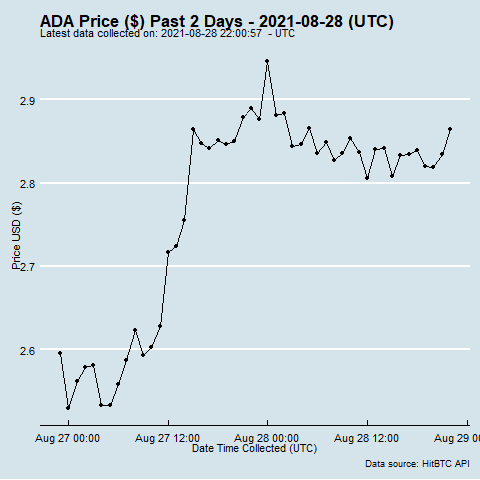 ADA Price ($) Past 2 Days - 2021-08-28 (UTC)
Latest data collected on: 2021-08-28 22:00:57  - UTC
Price USD ($)
2.9
2.8
2.7
2.6
Aug 27 00:00
Aug 27 12:00
Aug 28 00:00
Aug 28 12:00
Aug 29 00
Date Time Collected (UTC)
Data source: HitBTC API